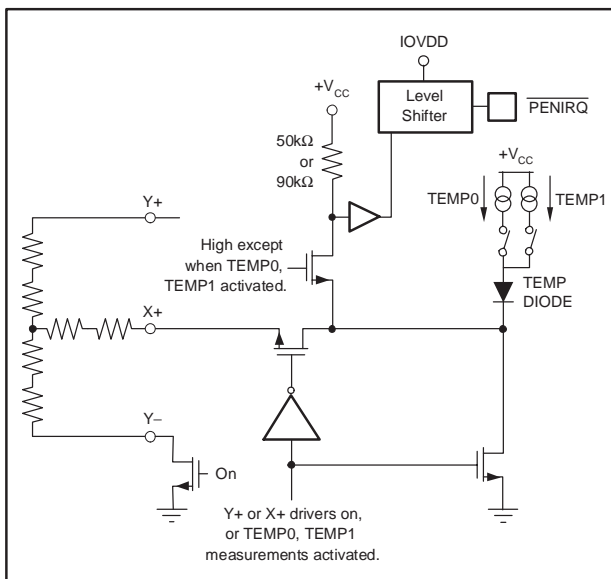 IOVDD
+VCC
Level
Shifter
PENIRQ
50kΩ
or
90kΩ
+VCC
TEMP0
TEMP1
Y+
High except
when TEMP0,
TEMP1 activated.
TEMP
DIODE
X+
Y–
On
Y+ or X+ drivers on,
or TEMP0, TEMP1
measurements activated.